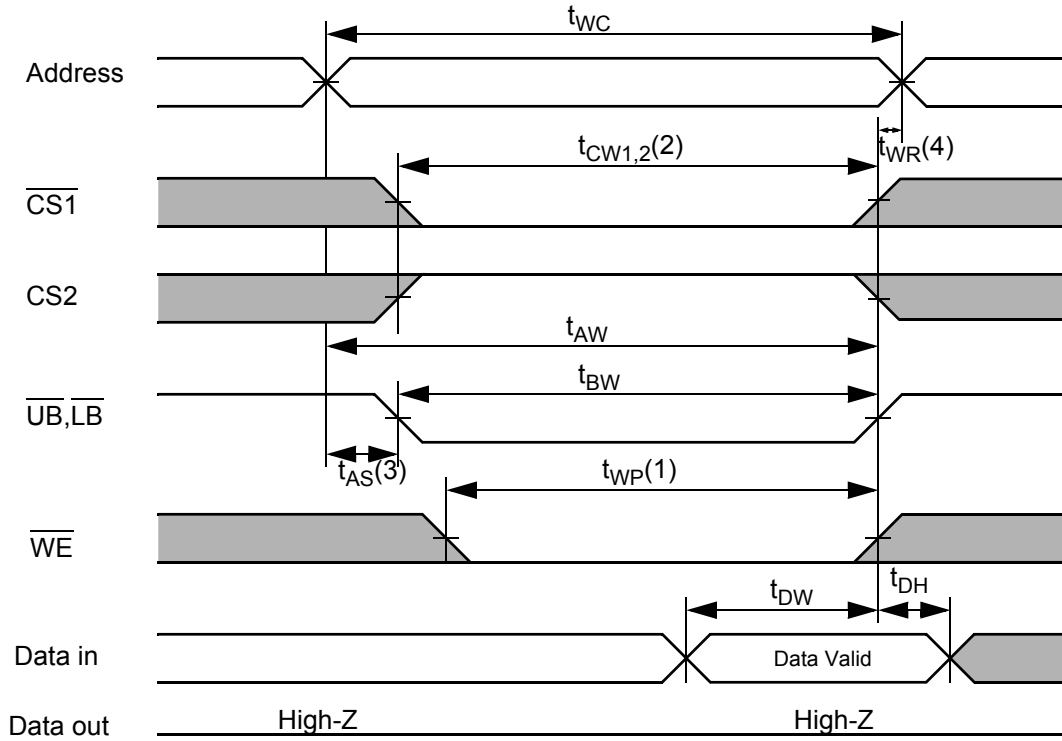 tWC
Address
tCW1,2(2)
tWR(4)
CS1
CS2
tAW
tBW
UB,LB
tAS(3)
tWP(1)
WE
tDW
tDH
Data in
Data Valid
Data out
High-Z
High-Z